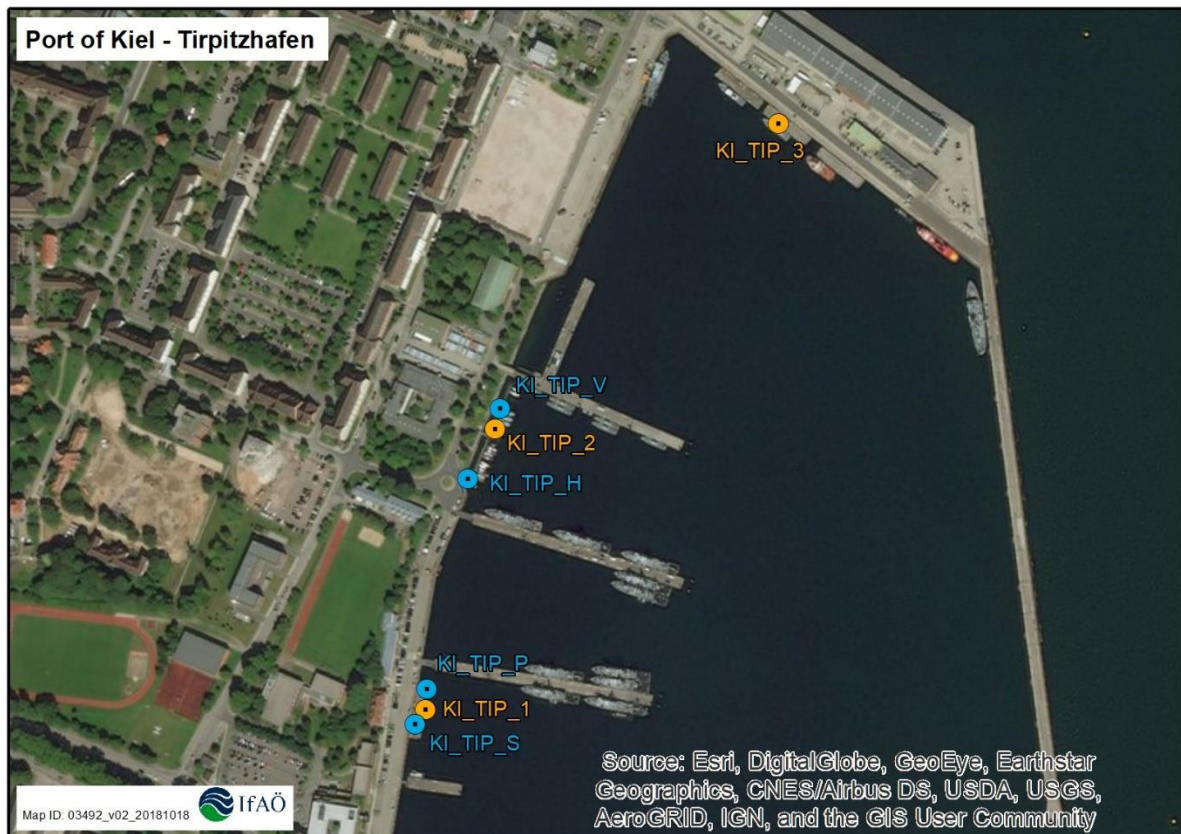 Port of Kiel - Tirpitzhafen
KI_TIP_3
KI_TIP_V
KI_TIP_2
KI_TIP_H
KI_TIP_P
KI_TIP_1
KI_TIP_S
Source: Esri, DigitalGlobe, GeoEye, Earthstar
Geographics, CNES/Airbus DS, USDA, USGS,
AeroGRID, IGN, and the GIS User Community
Map ID: 03492_v02_20181018
IfAÖ